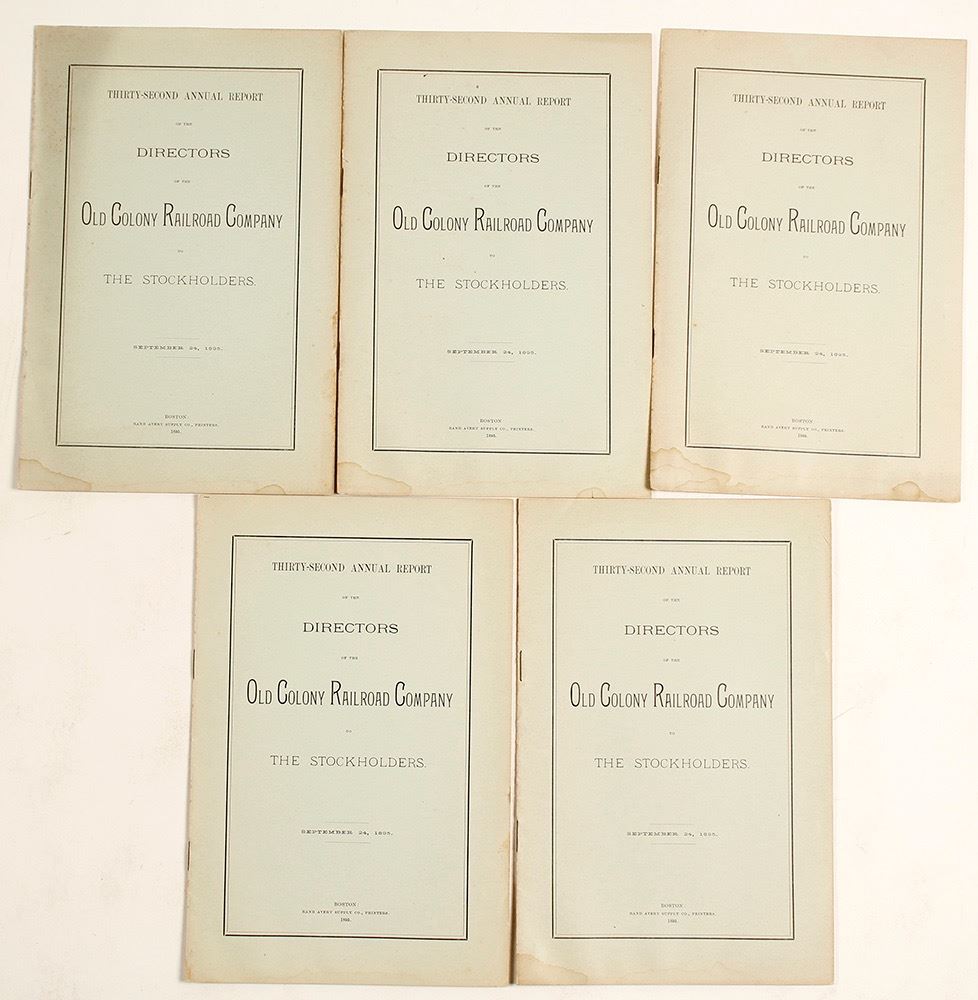 THIRTY-SECOND ANNUAL REPORT
OF THE
DIRECTORS
OF THE
OLD COLONY RAILROAD COMPANY
TO
THE STOCKHOLDERS.
SEPTEMBER 24, 1895.
BOSTON:
RAND AVERY SUPPLY CO., PRINTERS.
1895.
THIRTY-SECOND ANNUAL REPORT
OF THE
DIRECTORS
OF THE
OLD COLONY RAILROAD COMPANY
TO
THE STOCKHOLDERS.
SEPTEMBER 24, 1895.
BOSTON
RAND AVERY SUPPLY CO., PRINTERS.
1895.
THIRTY-SECOND ANNUAL REPORT
OF THE
DIRECTORS
OF THE
OLD COLONY RAILROAD COMPANY
TO
THE STOCKHOLDERS.
SEPTEMBER 24, 1895.
BOSTON
RAND AVERY SUPPLY CO., PRINTERS.
1895.
THIRTY-SECOND ANNUAL REPORT
OF THE
DIRECTORS
OF THE
OLD COLONY RAILROAD COMPANY
TO
THE STOCKHOLDERS.
SEPTEMBER 24, 1895.
BOSTON:
RAND AVERY SUPPLY CO., PRINTERS.
1895.
THIRTY-SECOND ANNUAL REPORT
OF THE
DIRECTORS
OF THE
OLD COLONY RAILROAD COMPANY
TO
THE STOCKHOLDERS.
SEPTEMBER 24, 1895.
BOSTON:
RAND AVERY SUPPLY CO., PRINTERS.
1895.